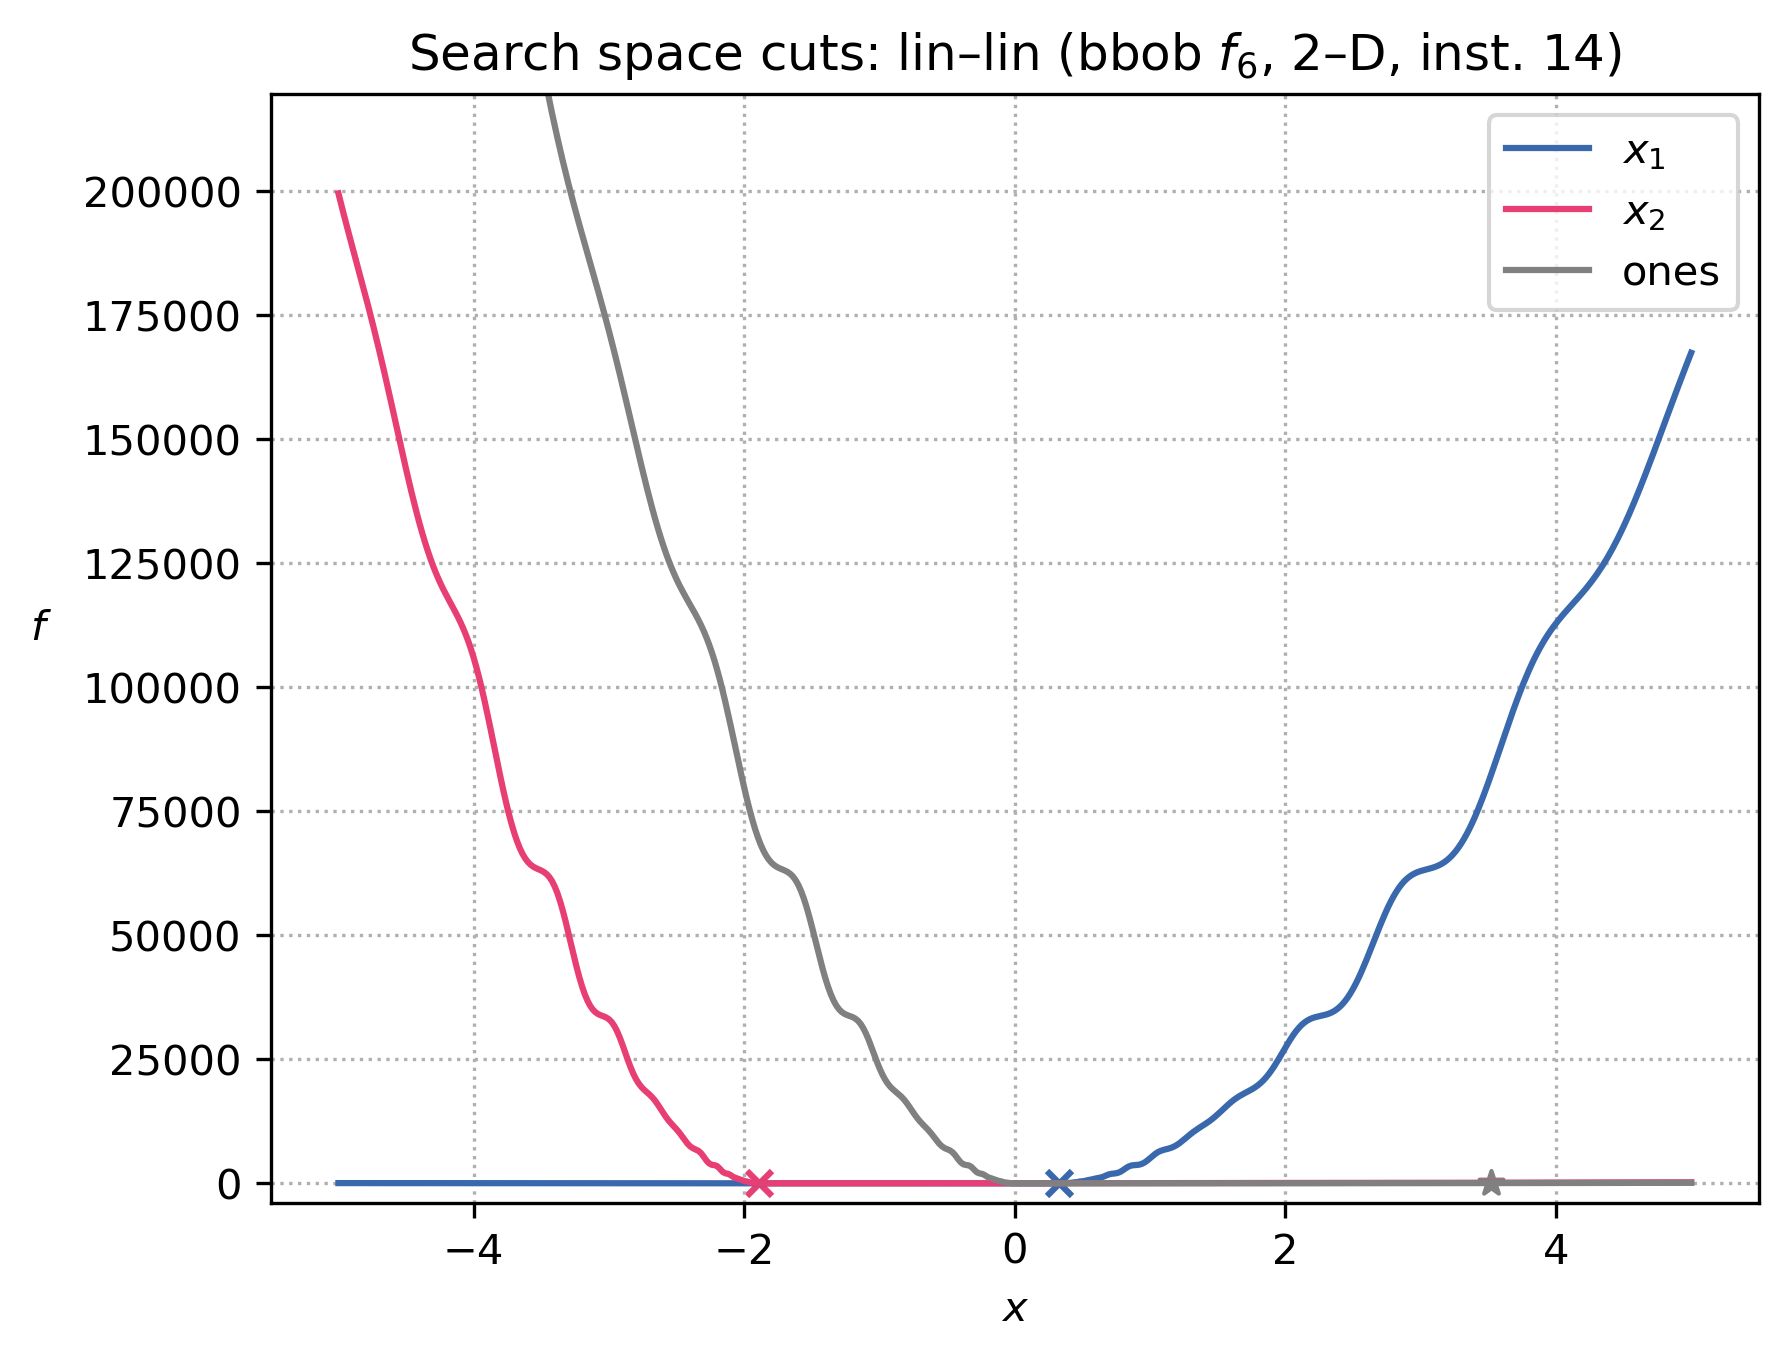 Search space cuts: lin–lin (bbob f₆, 2–D, inst. 14)
x₁
x₂
ones
200000
175000
150000
125000
100000
75000
50000
25000
0
f
−4
−2
0
2
4
x